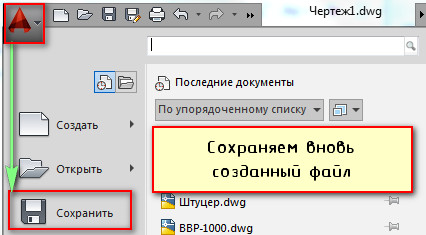 Чертеж1.dwg
Последние документы
По упорядоченному списку
Создать
Сохраняем вновь
созданный файл
Открыть
Штуцер.dwg
Сохранить
ВВР-1000.dwg